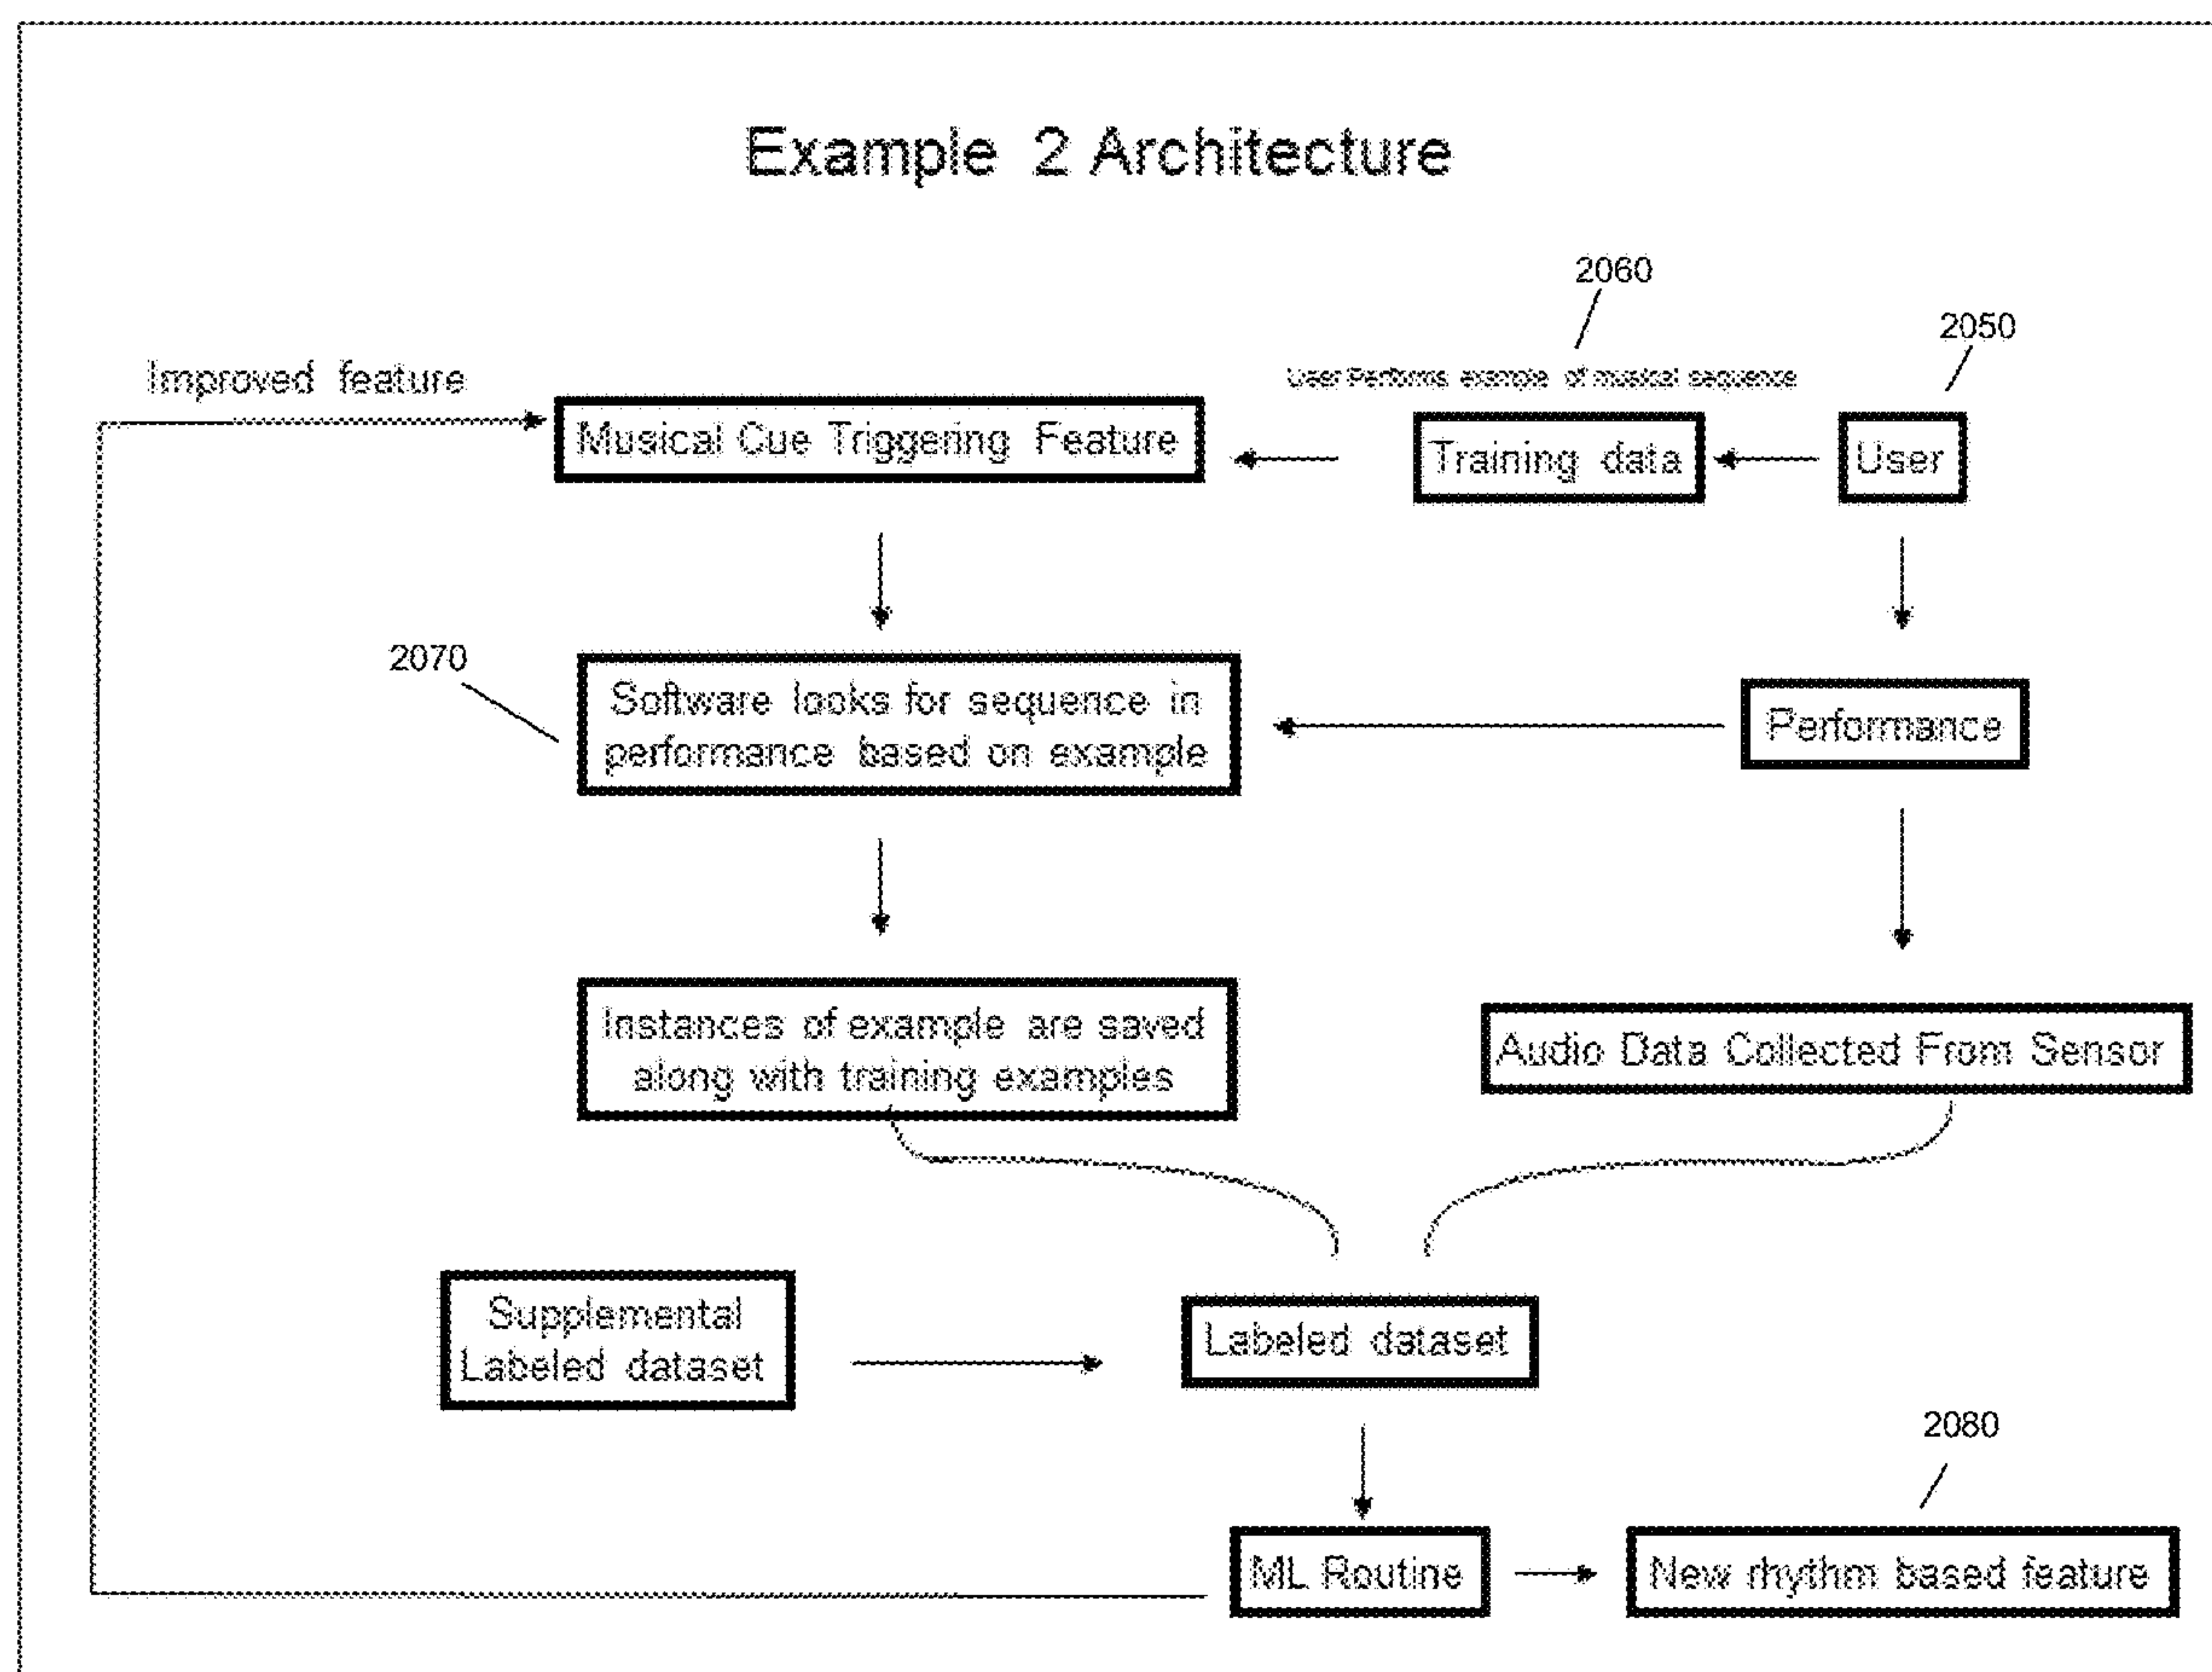 Example 2 Architecture
2060
2050
Improved feature
User Performs example of musical sequence
Musical Cue Triggering Feature
Training data
User
2070
Software looks for sequence in
performance based on example
Performance
Instances of example are saved
along with training examples
Audio Data Collected From Sensor
Supplemental
Labeled dataset
Labeled dataset
2080
ML Routine
New rhythm based feature